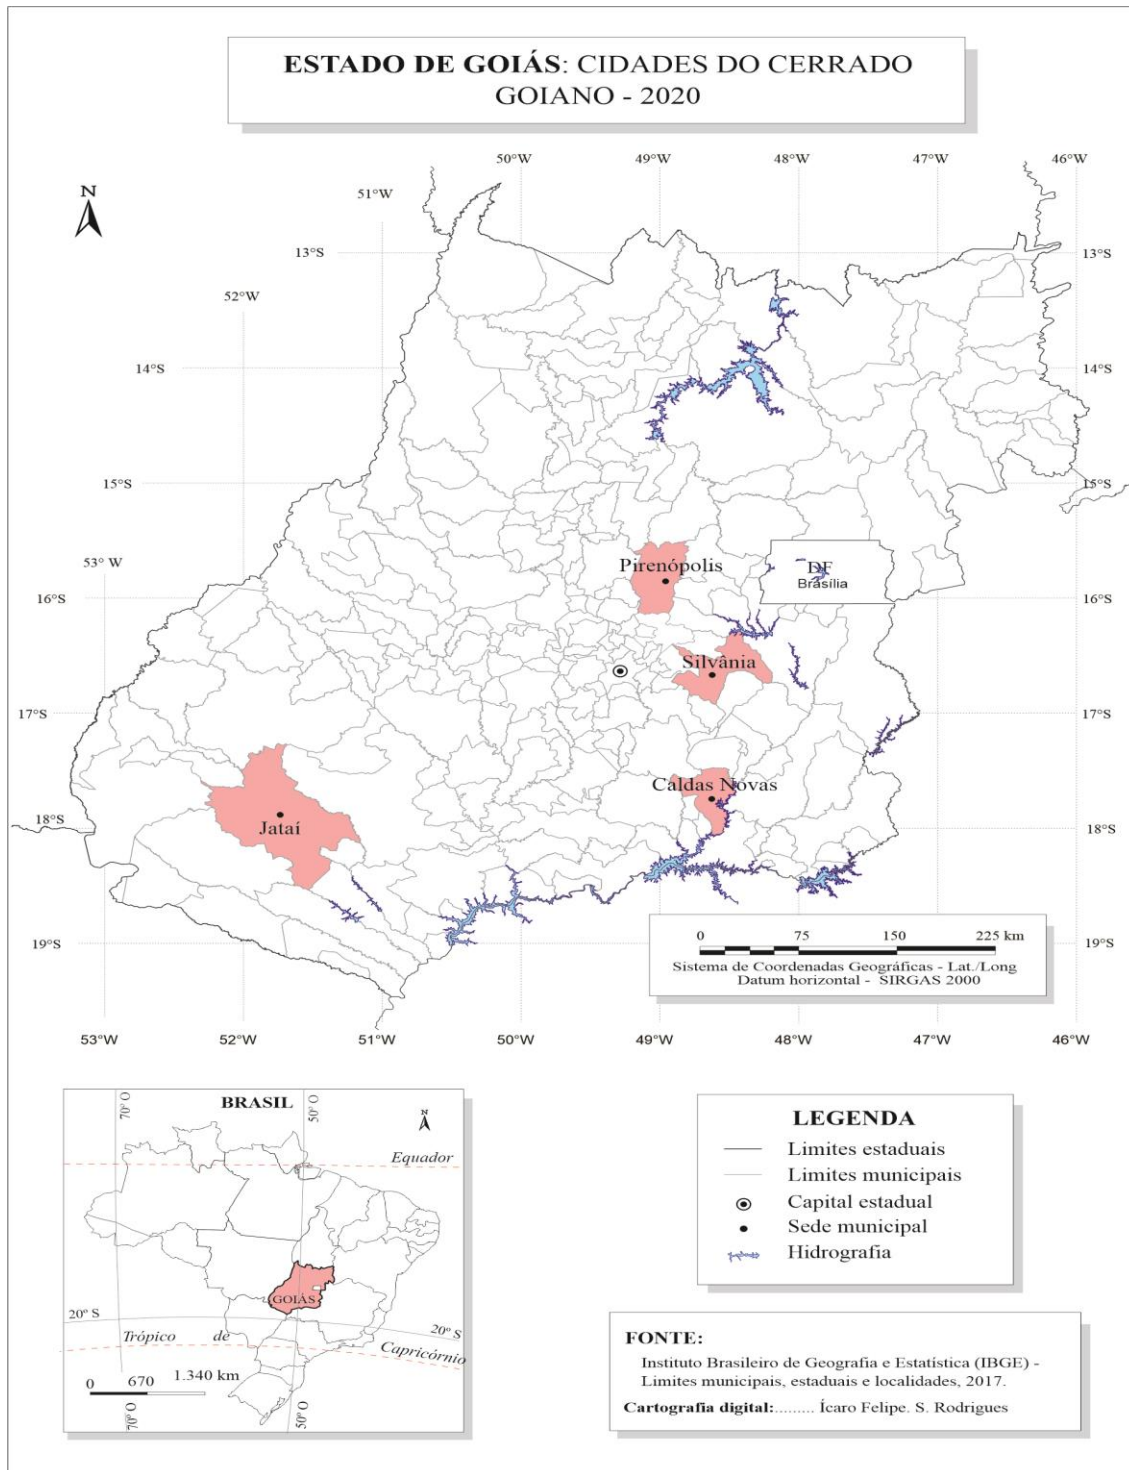 ESTADO DE GOIÁS: CIDADES DO CERRADO
GOIANO - 2020
50°W
49°W
48°W
47°W
46°W
N
51°W
13°S
13°S
52°W
14°S
14°S
15°S
15°S
53° W
Pirenópolis
DF
Brasília
16°S
16°S
Silvânia
17°S
17°S
Caldas Novas
18°S
Jataí
18°S
19°S
19°S
0 75 150 225 km
Sistema de Coordenadas Geográficas - Lat./Long
Datum horizontal - SIRGAS 2000
53°W
52°W
51°W
50°W
49°W
48°W
47°W
46°W
70° O
BRASIL
50° O
N
Equador
GOIÁS
20° S
20° S
Trópico de
Capricórnio
0 670 1.340 km
70° O
50° O
LEGENDA
Limites estaduais
Limites municipais
Capital estadual
Sede municipal
Hidrografia
FONTE:
Instituto Brasileiro de Geografia e Estatística (IBGE) -
Limites municipais, estaduais e localidades, 2017.
Cartografia digital:......... Ícaro Felipe. S. Rodrigues